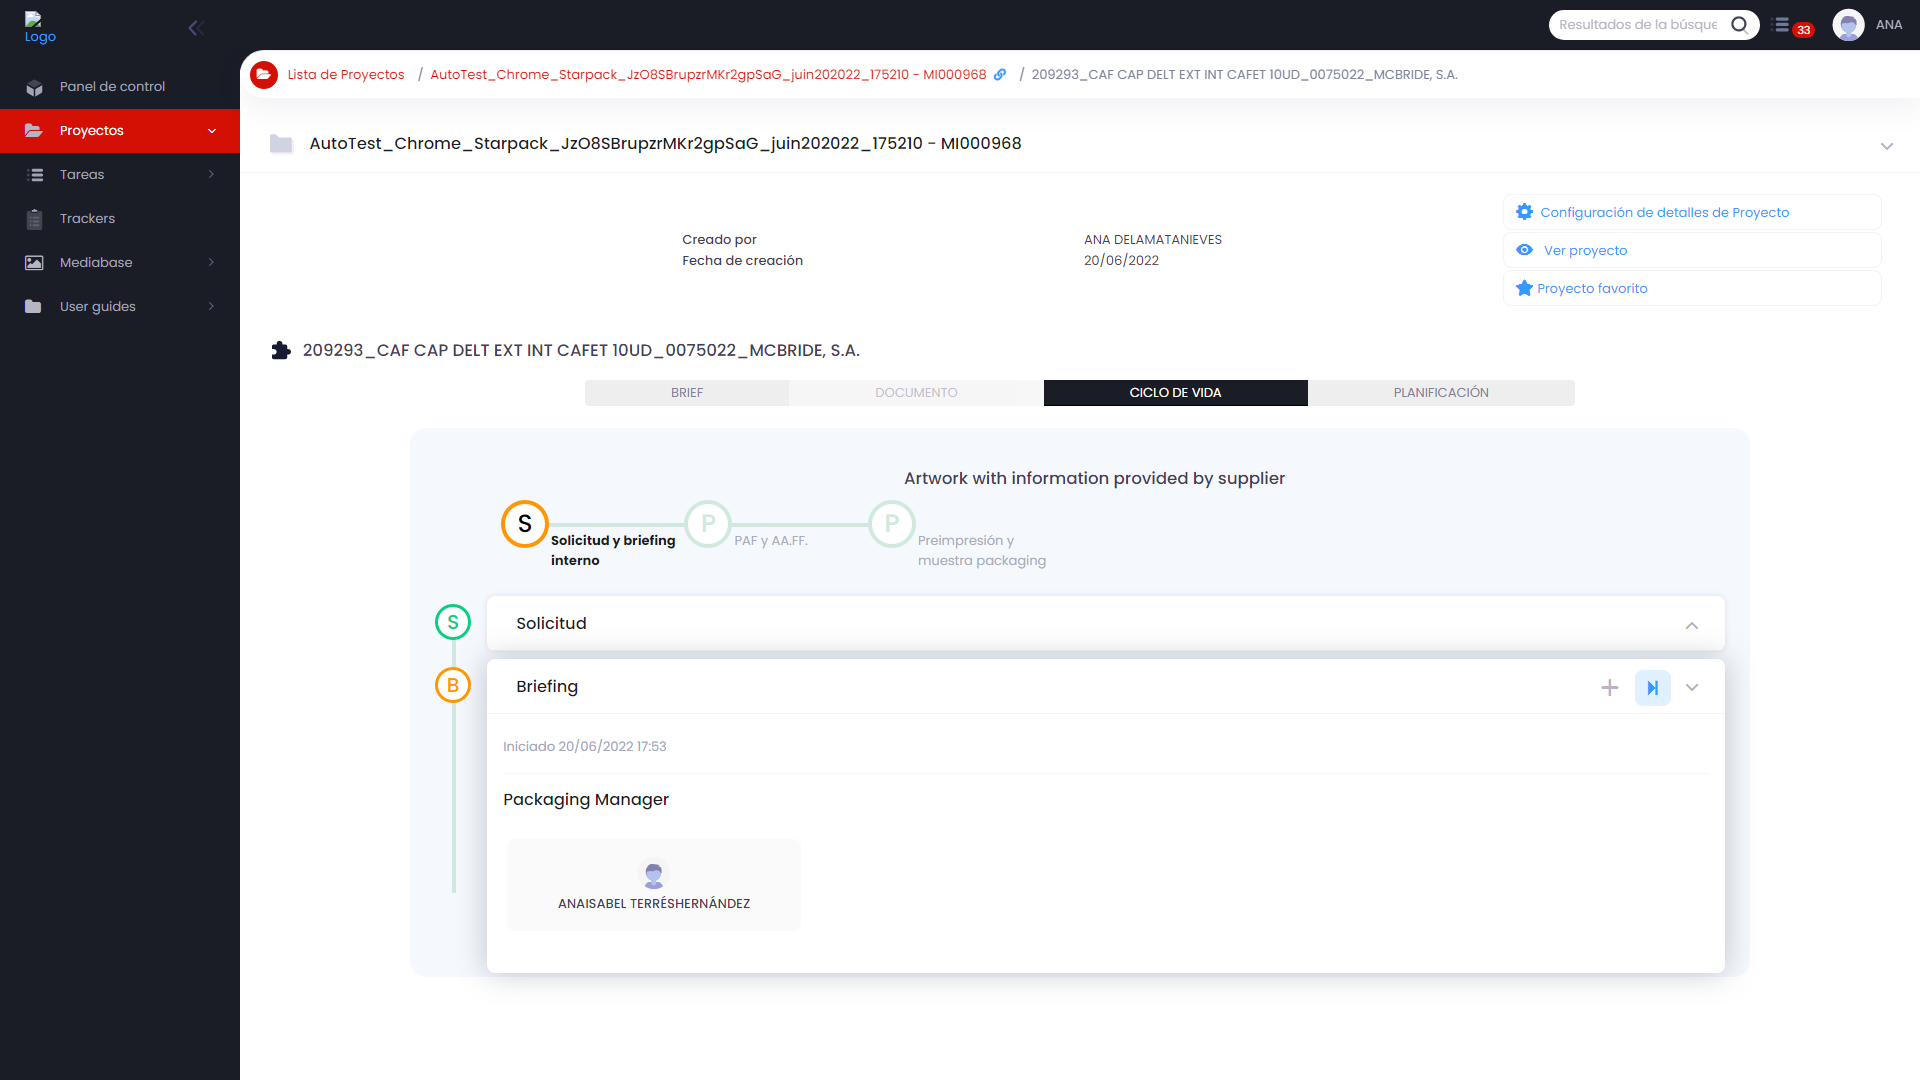 Logo
Resultados de la búsque
33
ANA
Panel de control
Proyectos
Tareas
Trackers
Mediabase
User guides
Lista de Proyectos / AutoTest_Chrome_Starpack_JzO8SBrupzrMKr2gpSaG_juin202022_175210 - MI000968 / 209293_CAF CAP DELT EXT INT CAFET 10UD_0075022_MCBRIDE, S.A.
AutoTest_Chrome_Starpack_JzO8SBrupzrMKr2gpSaG_juin202022_175210 - MI000968
Creado por ANA DELAMATANIEVES
Fecha de creación 20/06/2022
Configuración de detalles de Proyecto
Ver proyecto
Proyecto favorito
209293_CAF CAP DELT EXT INT CAFET 10UD_0075022_MCBRIDE, S.A.
BRIEF DOCUMENTO CICLO DE VIDA PLANIFICACIÓN
Artwork with information provided by supplier
S P P
Solicitud y briefing
interno
PAF y AA.FF.
Preimpresión y
muestra packaging
S Solicitud
B Briefing
Iniciado 20/06/2022 17:53
Packaging Manager
ANAISABEL TERRÉSHERNÁNDEZ